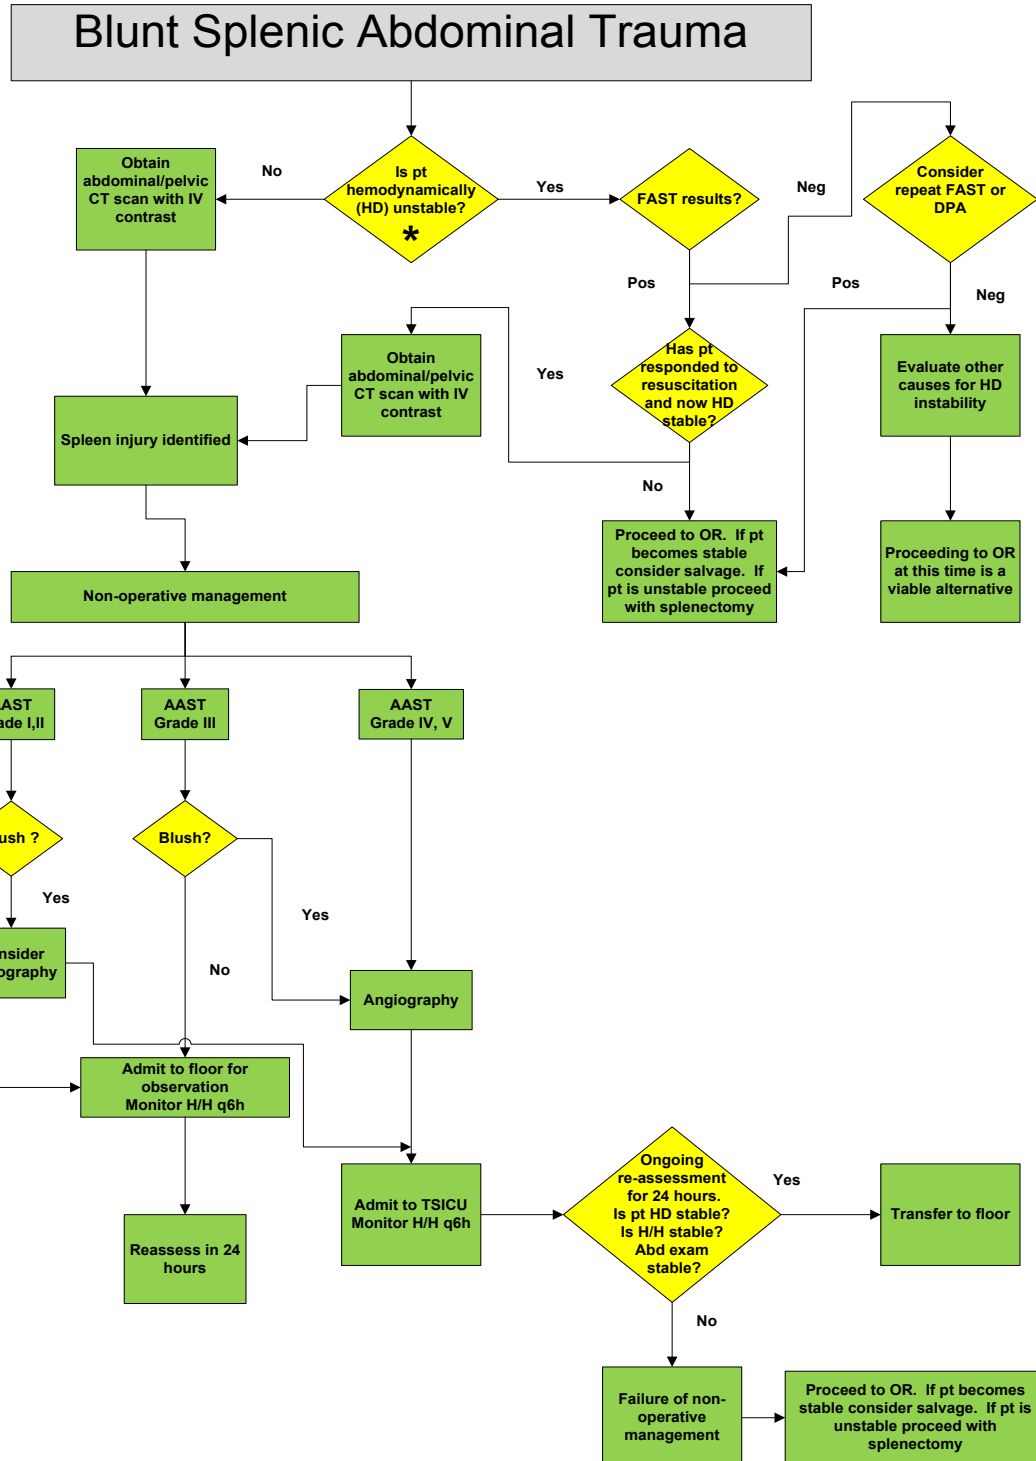 Blunt Splenic Abdominal Trauma
Obtain
abdominal/pelvic
CT scan with IV
contrast
No
Is pt
hemodynamically
(HD) unstable?
*
Yes
FAST results?
Neg
Consider
repeat FAST or
DPA
Pos
Pos
Neg
Obtain
abdominal/pelvic
CT scan with IV
contrast
Yes
Has pt
responded to
resuscitation
and now HD
stable?
Evaluate other
causes for HD
instability
Spleen injury identified
No
Proceed to OR. If pt
becomes stable
consider salvage. If
pt is unstable proceed
with splenectomy
Proceeding to OR
at this time is a
viable alternative
Non-operative management
AAST
Grade III
AAST
Grade IV, V
I,II
?
Blush?
Yes
Yes
No
Angiography
Admit to floor for
observation
Monitor H/H q6h
Reassess in 24
hours
Admit to TSICU
Monitor H/H q6h
Ongoing
re-assessment
for 24 hours.
Is pt HD stable?
Is H/H stable?
Abd exam
stable?
Yes
Transfer to floor
No
Failure of non-
operative
management
Proceed to OR. If pt becomes
stable consider salvage. If pt is
unstable proceed with
splenectomy